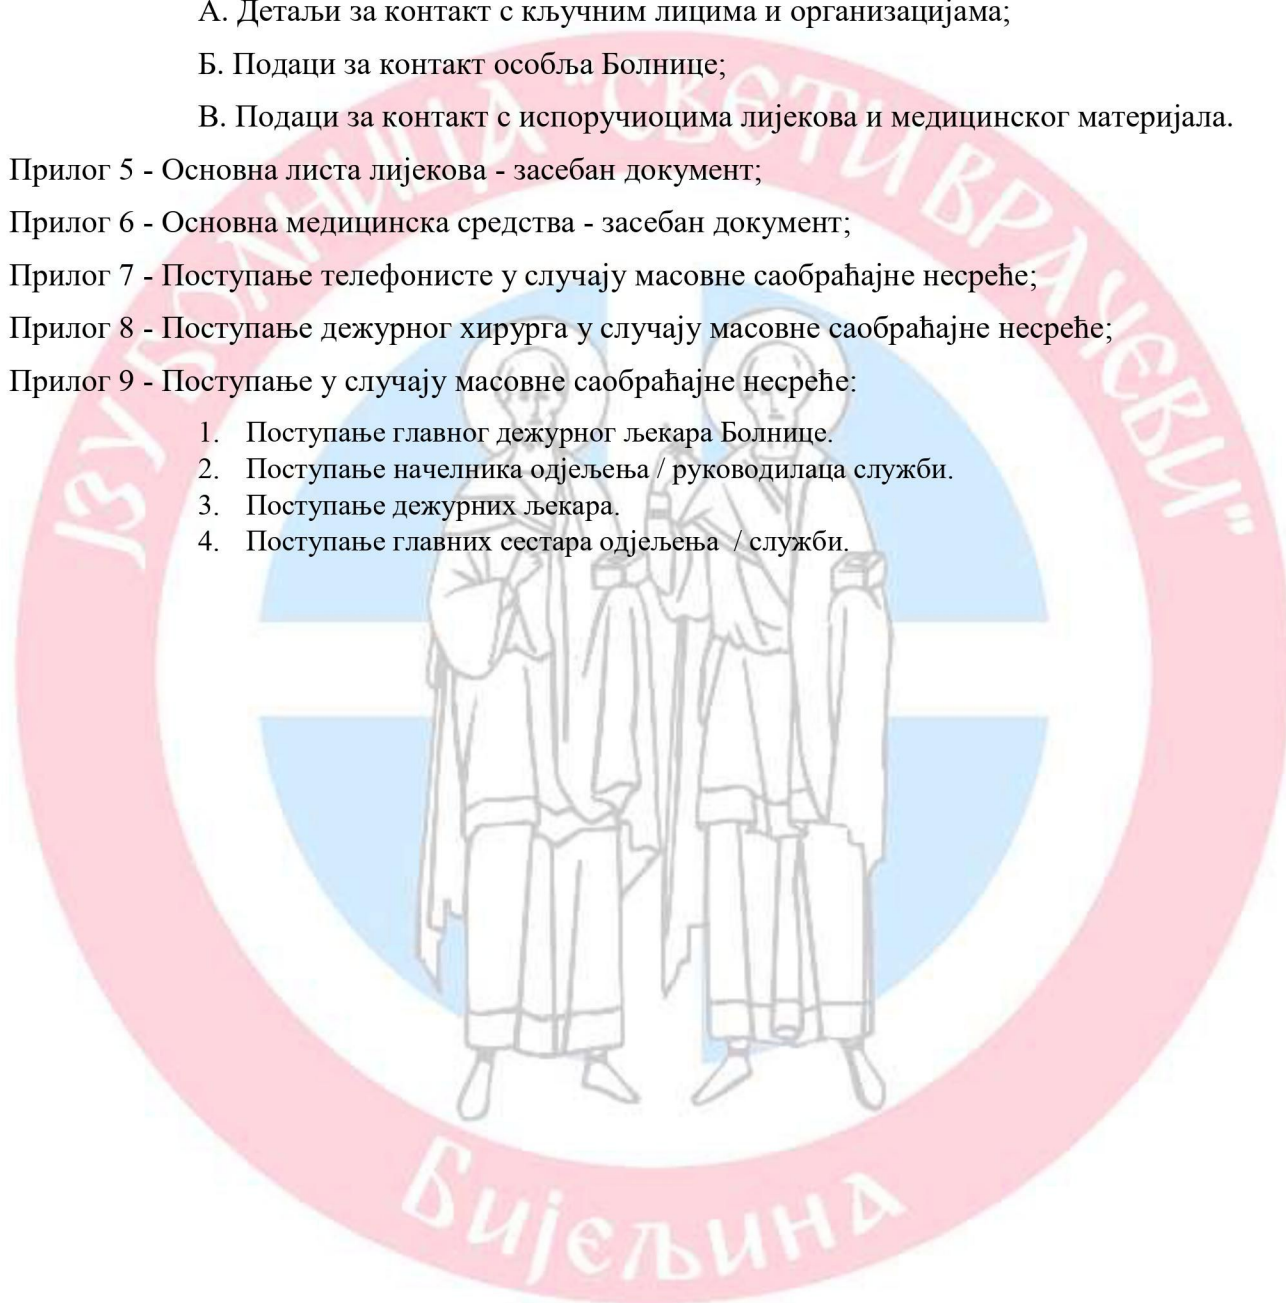 А. Детаљи за контакт с кључним лицима и организацијама;
Б. Подаци за контакт особља Болнице;
В. Подаци за контакт с испоручиоцима лијекова и медицинског материјала.
Прилог 5 - Основна листа лијекова - засебан документ;
Прилог 6 - Основна медицинска средства - засебан документ;
Прилог 7 - Поступање телефонисте у случају масовне саобраћајне несреће;
Прилог 8 - Поступање дежурног хирурга у случају масовне саобраћајне несреће;
Прилог 9 - Поступање у случају масовне саобраћајне несреће:
1. Поступање главног дежурног љекара Болнице.
2. Поступање начелника одјељења / руководилаца служби.
3. Поступање дежурних љекара.
4. Поступање главних сестара одјељења / служби.
ЈЗУ БОЛНИЦА "СВЕТИ ВРАЧЕВИ"
Бијељина